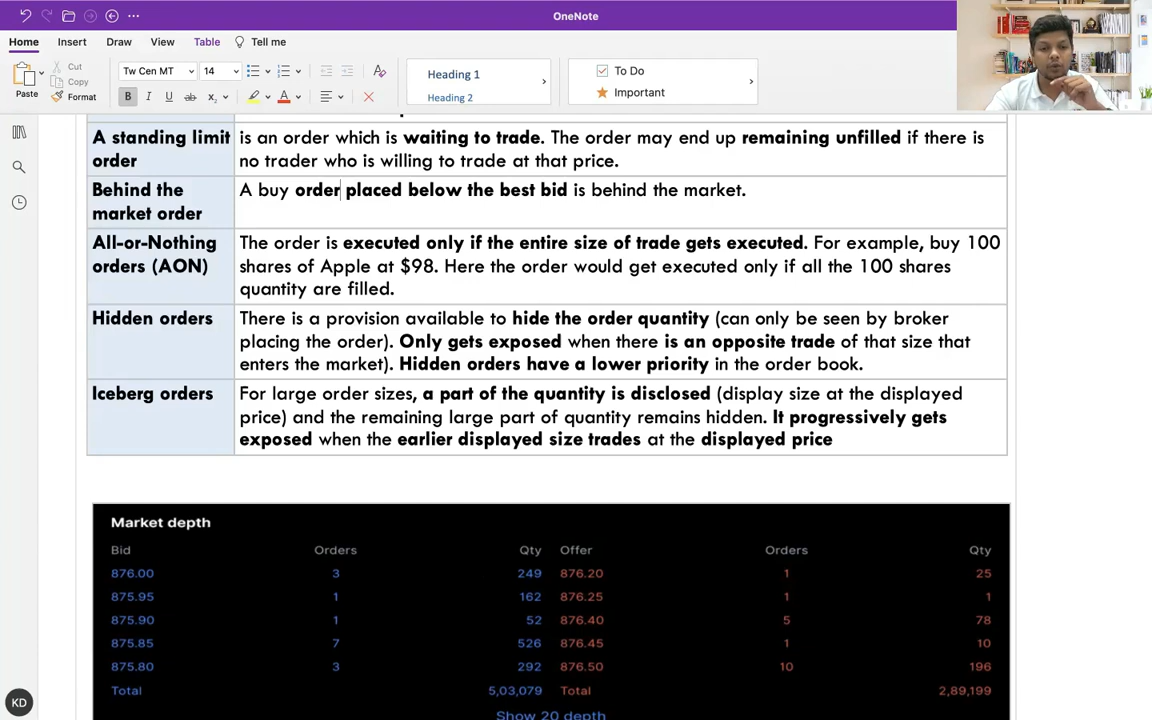 OneNote
Home Insert Draw View Table Tell me
Paste
Cut
Copy
Format
Tw Cen MT 14
B I U ab x₂ A
Heading 1
Heading 2
To Do
Important
A standing limit order
is an order which is waiting to trade. The order may end up remaining unfilled if there is
no trader who is willing to trade at that price.
Behind the market order
A buy order placed below the best bid is behind the market.
All-or-Nothing orders (AON)
The order is executed only if the entire size of trade gets executed. For example, buy 100
shares of Apple at $98. Here the order would get executed only if all the 100 shares
quantity are filled.
Hidden orders
There is a provision available to hide the order quantity (can only be seen by broker
placing the order). Only gets exposed when there is an opposite trade of that size that
enters the market). Hidden orders have a lower priority in the order book.
Iceberg orders
For large order sizes, a part of the quantity is disclosed (display size at the displayed
price) and the remaining large part of quantity remains hidden. It progressively gets
exposed when the earlier displayed size trades at the displayed price
Market depth
Bid Orders Qty Offer Orders Qty
876.00 3 249 876.20 1 25
875.95 1 162 876.25 1 1
875.90 1 52 876.40 5 78
875.85 7 526 876.45 1 10
875.80 3 292 876.50 10 196
Total 5,03,079 Total 2,89,199
Show 20 depth
KD